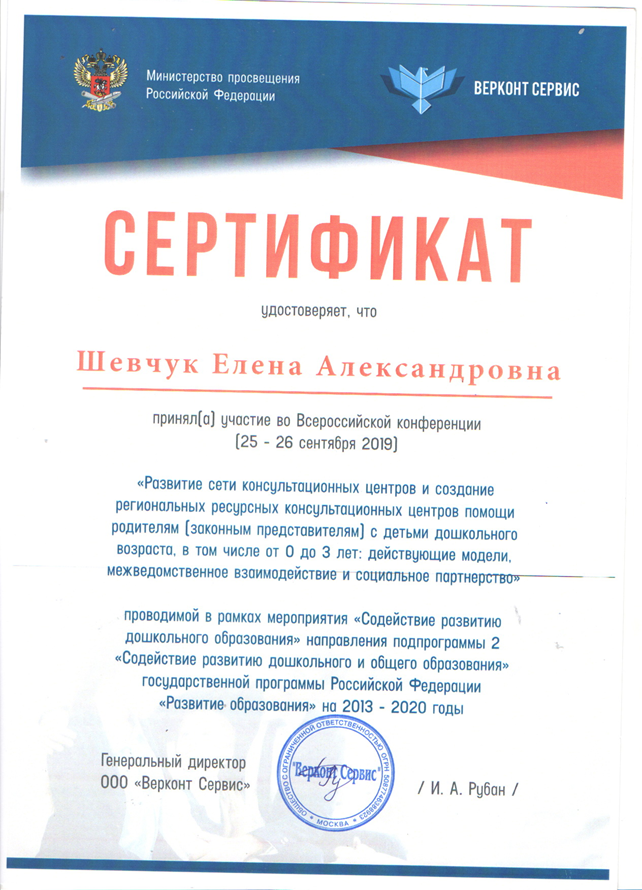 Министерство просвещения
Российской Федерации
ВЕРКОНТ СЕРВИС
СЕРТИФИКАТ
удостоверяет, что
Шевчук Елена Александровна
принял(а) участие во Всероссийской конференции
(25 - 26 сентября 2019)
«Развитие сети консультационных центров и создание
региональных ресурсных консультационных центров помощи
родителям (законным представителям) с детьми дошкольного
возраста, в том числе от 0 до 3 лет: действующие модели,
межведомственное взаимодействие и социальное партнерство»
проводимой в рамках мероприятия «Содействие развитию
дошкольного образования» направления подпрограммы 2
«Содействие развитию дошкольного и общего образования»
государственной программы Российской Федерации
«Развитие образования» на 2013 - 2020 годы
Генеральный директор
ООО «Верконт Сервис»
ОБЩЕСТВО С ОГРАНИЧЕННОЙ ОТВЕТСТВЕННОСТЬЮ ОГРН
"Верконт Сервис"
МОСКВА
/ И. А. Рубан /